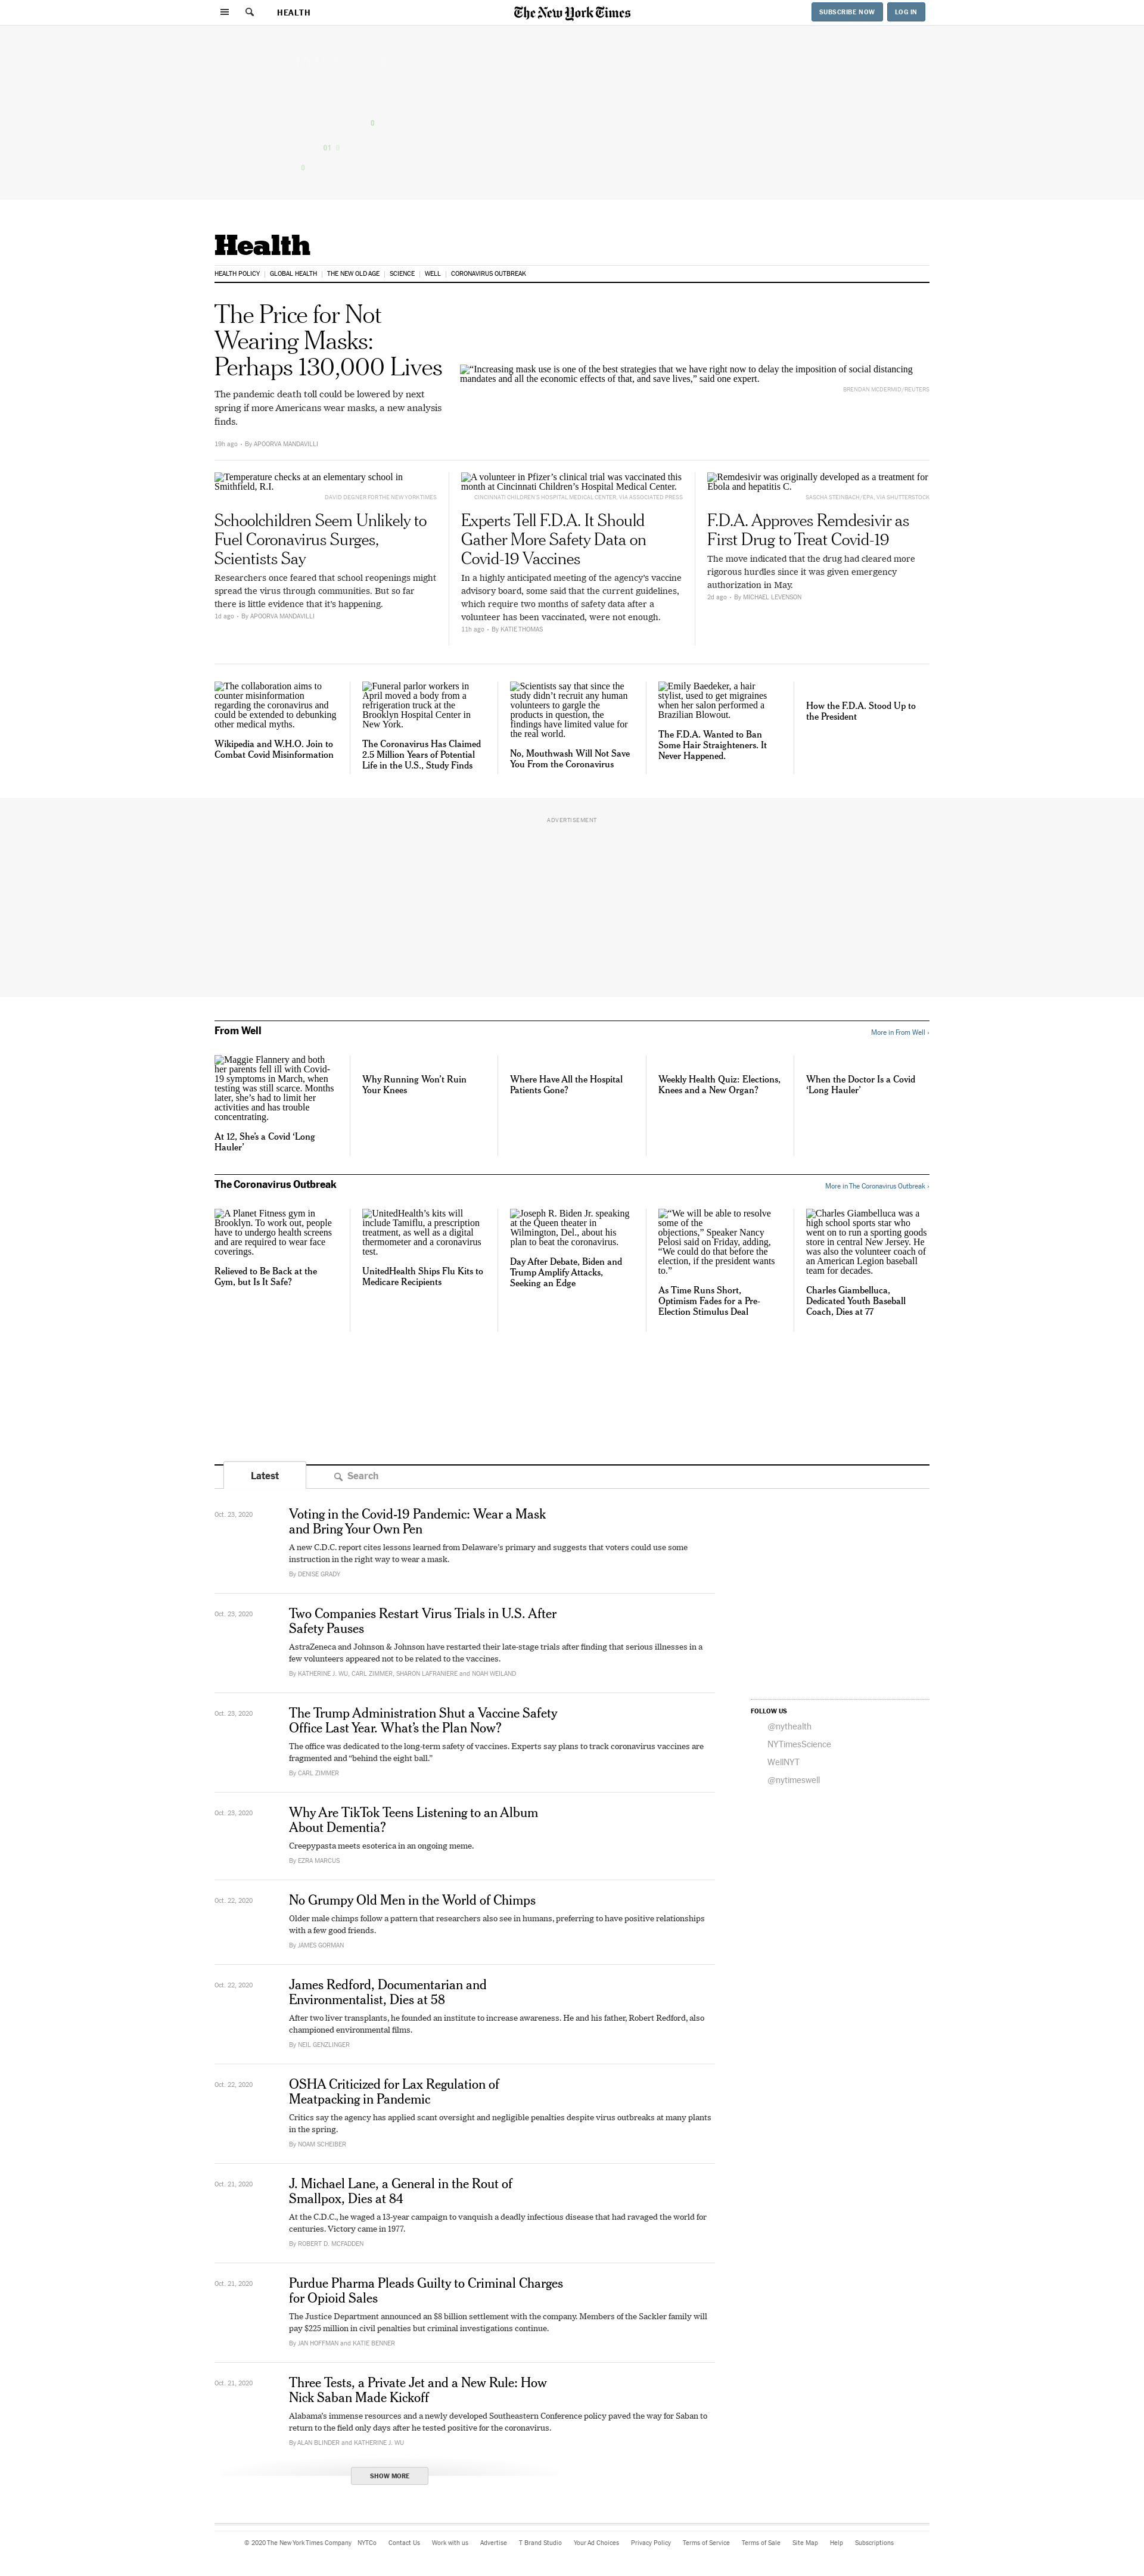 HEALTH
The New York Times
SUBSCRIBE NOW
LOG IN
0
01 0
0
Health
HEALTH POLICY | GLOBAL HEALTH | THE NEW OLD AGE | SCIENCE | WELL | CORONAVIRUS OUTBREAK
The Price for Not
Wearing Masks:
Perhaps 130,000 Lives
The pandemic death toll could be lowered by next
spring if more Americans wear masks, a new analysis
finds.
19h ago • By APOORVA MANDAVILLI
“Increasing mask use is one of the best strategies that we have right now to delay the imposition of social distancing
mandates and all the economic effects of that, and save lives,” said one expert.
BRENDAN MCDERMID/REUTERS
Temperature checks at an elementary school in
Smithfield, R.I.
DAVID DEGNER FOR THE NEW YORK TIMES
Schoolchildren Seem Unlikely to
Fuel Coronavirus Surges,
Scientists Say
Researchers once feared that school reopenings might
spread the virus through communities. But so far
there is little evidence that it’s happening.
1d ago • By APOORVA MANDAVILLI
A volunteer in Pfizer’s clinical trial was vaccinated this
month at Cincinnati Children’s Hospital Medical Center.
CINCINNATI CHILDREN'S HOSPITAL MEDICAL CENTER, VIA ASSOCIATED PRESS
Experts Tell F.D.A. It Should
Gather More Safety Data on
Covid-19 Vaccines
In a highly anticipated meeting of the agency’s vaccine
advisory board, some said that the current guidelines,
which require two months of safety data after a
volunteer has been vaccinated, were not enough.
11h ago • By KATIE THOMAS
Remdesivir was originally developed as a treatment for
Ebola and hepatitis C.
SASCHA STEINBACH/EPA, VIA SHUTTERSTOCK
F.D.A. Approves Remdesivir as
First Drug to Treat Covid-19
The move indicated that the drug had cleared more
rigorous hurdles since it was given emergency
authorization in May.
2d ago • By MICHAEL LEVENSON
The collaboration aims to
counter misinformation
regarding the coronavirus and
could be extended to debunking
other medical myths.
Wikipedia and W.H.O. Join to
Combat Covid Misinformation
Funeral parlor workers in
April moved a body from a
refrigeration truck at the
Brooklyn Hospital Center in
New York.
The Coronavirus Has Claimed
2.5 Million Years of Potential
Life in the U.S., Study Finds
Scientists say that since the
study didn’t recruit any human
volunteers to gargle the
products in question, the
findings have limited value for
the real world.
No, Mouthwash Will Not Save
You From the Coronavirus
Emily Baedeker, a hair
stylist, used to get migraines
when her salon performed a
Brazilian Blowout.
The F.D.A. Wanted to Ban
Some Hair Straighteners. It
Never Happened.
How the F.D.A. Stood Up to
the President
ADVERTISEMENT
From Well
More in From Well ›
Maggie Flannery and both
her parents fell ill with Covid-
19 symptoms in March, when
testing was still scarce. Months
later, she’s had to limit her
activities and has trouble
concentrating.
At 12, She’s a Covid ‘Long
Hauler’
Why Running Won’t Ruin
Your Knees
Where Have All the Hospital
Patients Gone?
Weekly Health Quiz: Elections,
Knees and a New Organ?
When the Doctor Is a Covid
‘Long Hauler’
The Coronavirus Outbreak
More in The Coronavirus Outbreak ›
A Planet Fitness gym in
Brooklyn. To work out, people
have to undergo health screens
and are required to wear face
coverings.
Relieved to Be Back at the
Gym, but Is It Safe?
UnitedHealth’s kits will
include Tamiflu, a prescription
treatment, as well as a digital
thermometer and a coronavirus
test.
UnitedHealth Ships Flu Kits to
Medicare Recipients
Joseph R. Biden Jr. speaking
at the Queen theater in
Wilmington, Del., about his
plan to beat the coronavirus.
Day After Debate, Biden and
Trump Amplify Attacks,
Seeking an Edge
“We will be able to resolve
some of the
objections,” Speaker Nancy
Pelosi said on Friday, adding,
“We could do that before the
election, if the president wants
to.”
As Time Runs Short,
Optimism Fades for a Pre-
Election Stimulus Deal
Charles Giambelluca was a
high school sports star who
went on to run a sporting goods
store in central New Jersey. He
was also the volunteer coach of
an American Legion baseball
team for decades.
Charles Giambelluca,
Dedicated Youth Baseball
Coach, Dies at 77
Latest
Search
Oct. 23, 2020
Voting in the Covid-19 Pandemic: Wear a Mask
and Bring Your Own Pen
A new C.D.C. report cites lessons learned from Delaware’s primary and suggests that voters could use some
instruction in the right way to wear a mask.
By DENISE GRADY
Oct. 23, 2020
Two Companies Restart Virus Trials in U.S. After
Safety Pauses
AstraZeneca and Johnson & Johnson have restarted their late-stage trials after finding that serious illnesses in a
few volunteers appeared not to be related to the vaccines.
By KATHERINE J. WU, CARL ZIMMER, SHARON LAFRANIERE and NOAH WEILAND
Oct. 23, 2020
The Trump Administration Shut a Vaccine Safety
Office Last Year. What’s the Plan Now?
The office was dedicated to the long-term safety of vaccines. Experts say plans to track coronavirus vaccines are
fragmented and “behind the eight ball.”
By CARL ZIMMER
FOLLOW US
@nythealth
NYTimesScience
WellNYT
@nytimeswell
Oct. 23, 2020
Why Are TikTok Teens Listening to an Album
About Dementia?
Creepypasta meets esoterica in an ongoing meme.
By EZRA MARCUS
Oct. 22, 2020
No Grumpy Old Men in the World of Chimps
Older male chimps follow a pattern that researchers also see in humans, preferring to have positive relationships
with a few good friends.
By JAMES GORMAN
Oct. 22, 2020
James Redford, Documentarian and
Environmentalist, Dies at 58
After two liver transplants, he founded an institute to increase awareness. He and his father, Robert Redford, also
championed environmental films.
By NEIL GENZLINGER
Oct. 22, 2020
OSHA Criticized for Lax Regulation of
Meatpacking in Pandemic
Critics say the agency has applied scant oversight and negligible penalties despite virus outbreaks at many plants
in the spring.
By NOAM SCHEIBER
Oct. 21, 2020
J. Michael Lane, a General in the Rout of
Smallpox, Dies at 84
At the C.D.C., he waged a 13-year campaign to vanquish a deadly infectious disease that had ravaged the world for
centuries. Victory came in 1977.
By ROBERT D. MCFADDEN
Oct. 21, 2020
Purdue Pharma Pleads Guilty to Criminal Charges
for Opioid Sales
The Justice Department announced an $8 billion settlement with the company. Members of the Sackler family will
pay $225 million in civil penalties but criminal investigations continue.
By JAN HOFFMAN and KATIE BENNER
Oct. 21, 2020
Three Tests, a Private Jet and a New Rule: How
Nick Saban Made Kickoff
Alabama’s immense resources and a newly developed Southeastern Conference policy paved the way for Saban to
return to the field only days after he tested positive for the coronavirus.
By ALAN BLINDER and KATHERINE J. WU
SHOW MORE
© 2020 The New York Times Company NYTCo Contact Us Work with us Advertise T Brand Studio Your Ad Choices Privacy Policy Terms of Service Terms of Sale Site Map Help Subscriptions